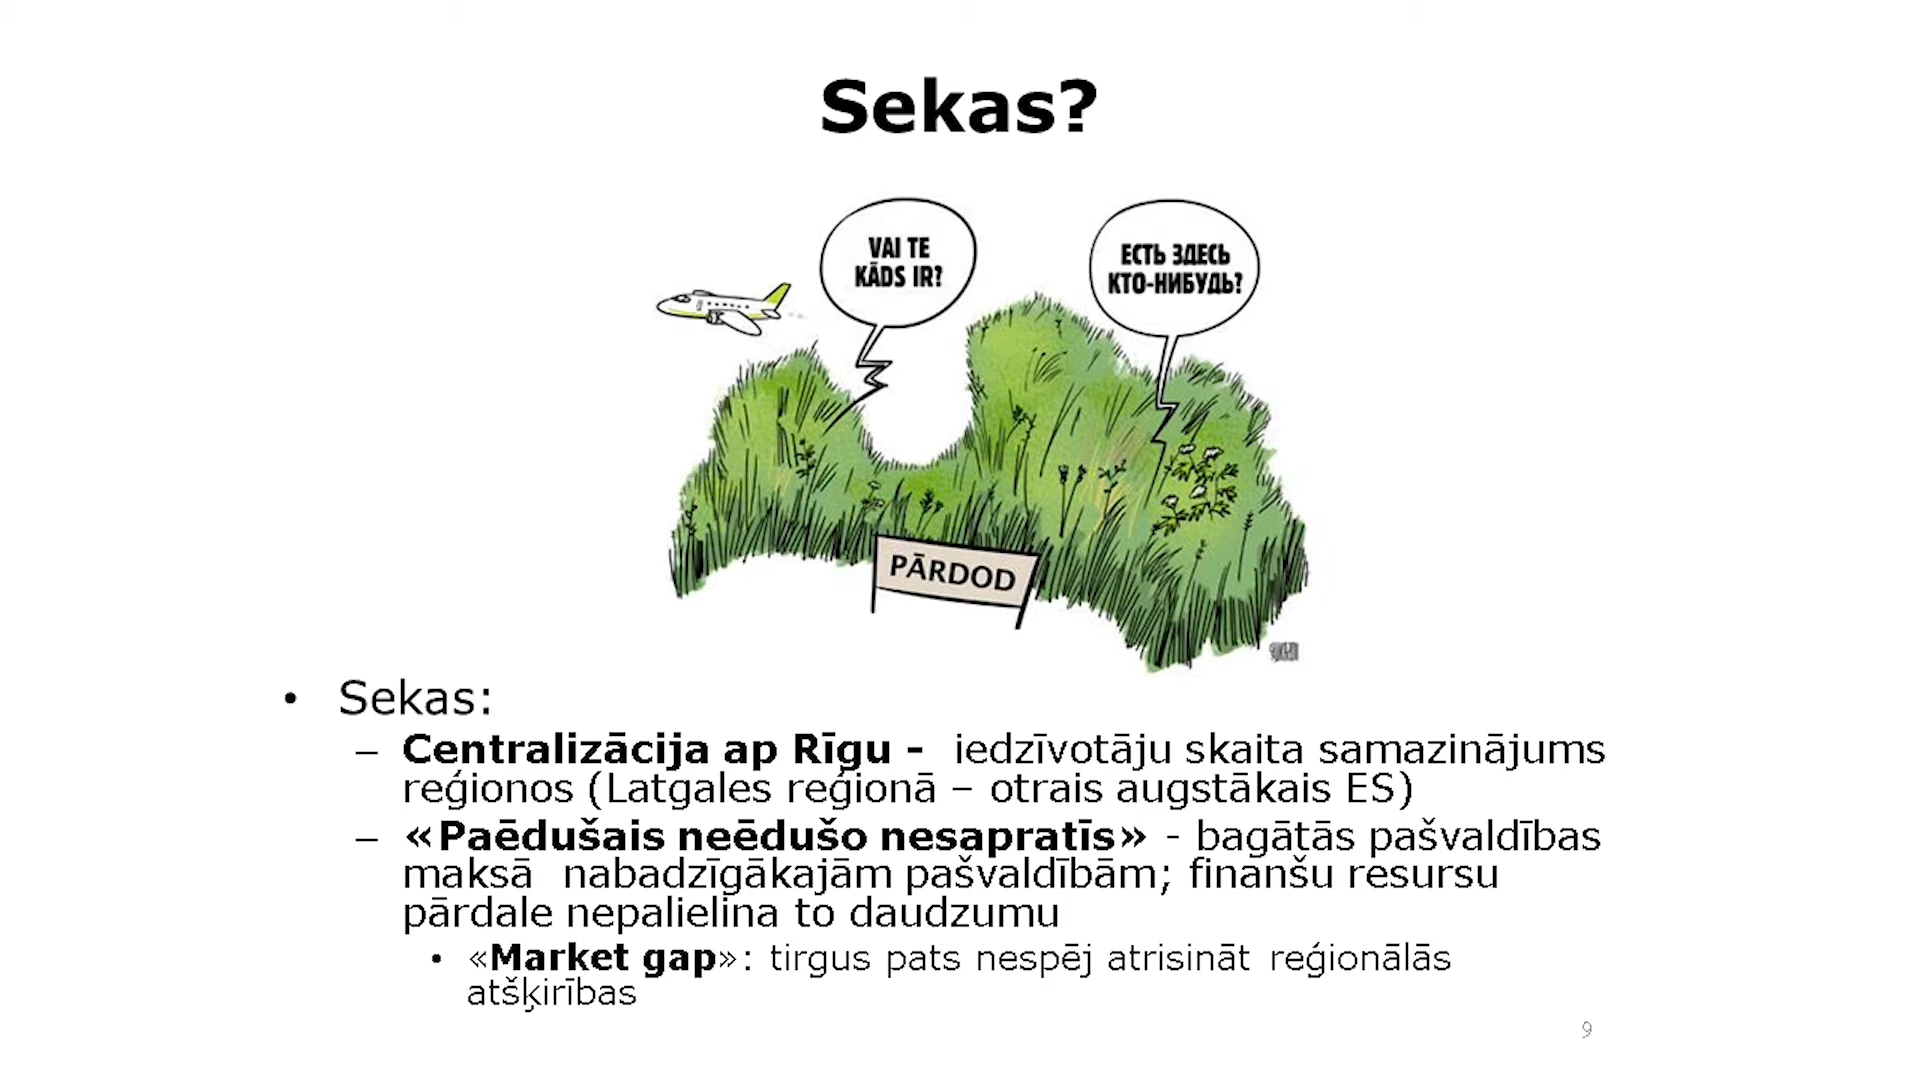 Sekas?
VAI TE
KĀDS IR?
ЕСТЬ ЗДЕСЬ
КТО-НИБУДЬ?
PĀRDOD
• Sekas:
– Centralizācija ap Rīgu - iedzīvotāju skaita samazinājums
reģionos (Latgales reģionā – otrais augstākais ES)
– «Paēdušais neēdušo nesapratīs» - bagātās pašvaldības
maksā nabadzīgākajām pašvaldībām; finanšu resursu
pārdale nepalielina to daudzumu
• «Market gap»: tirgus pats nespēj atrisināt reģionālās
atšķirības
9